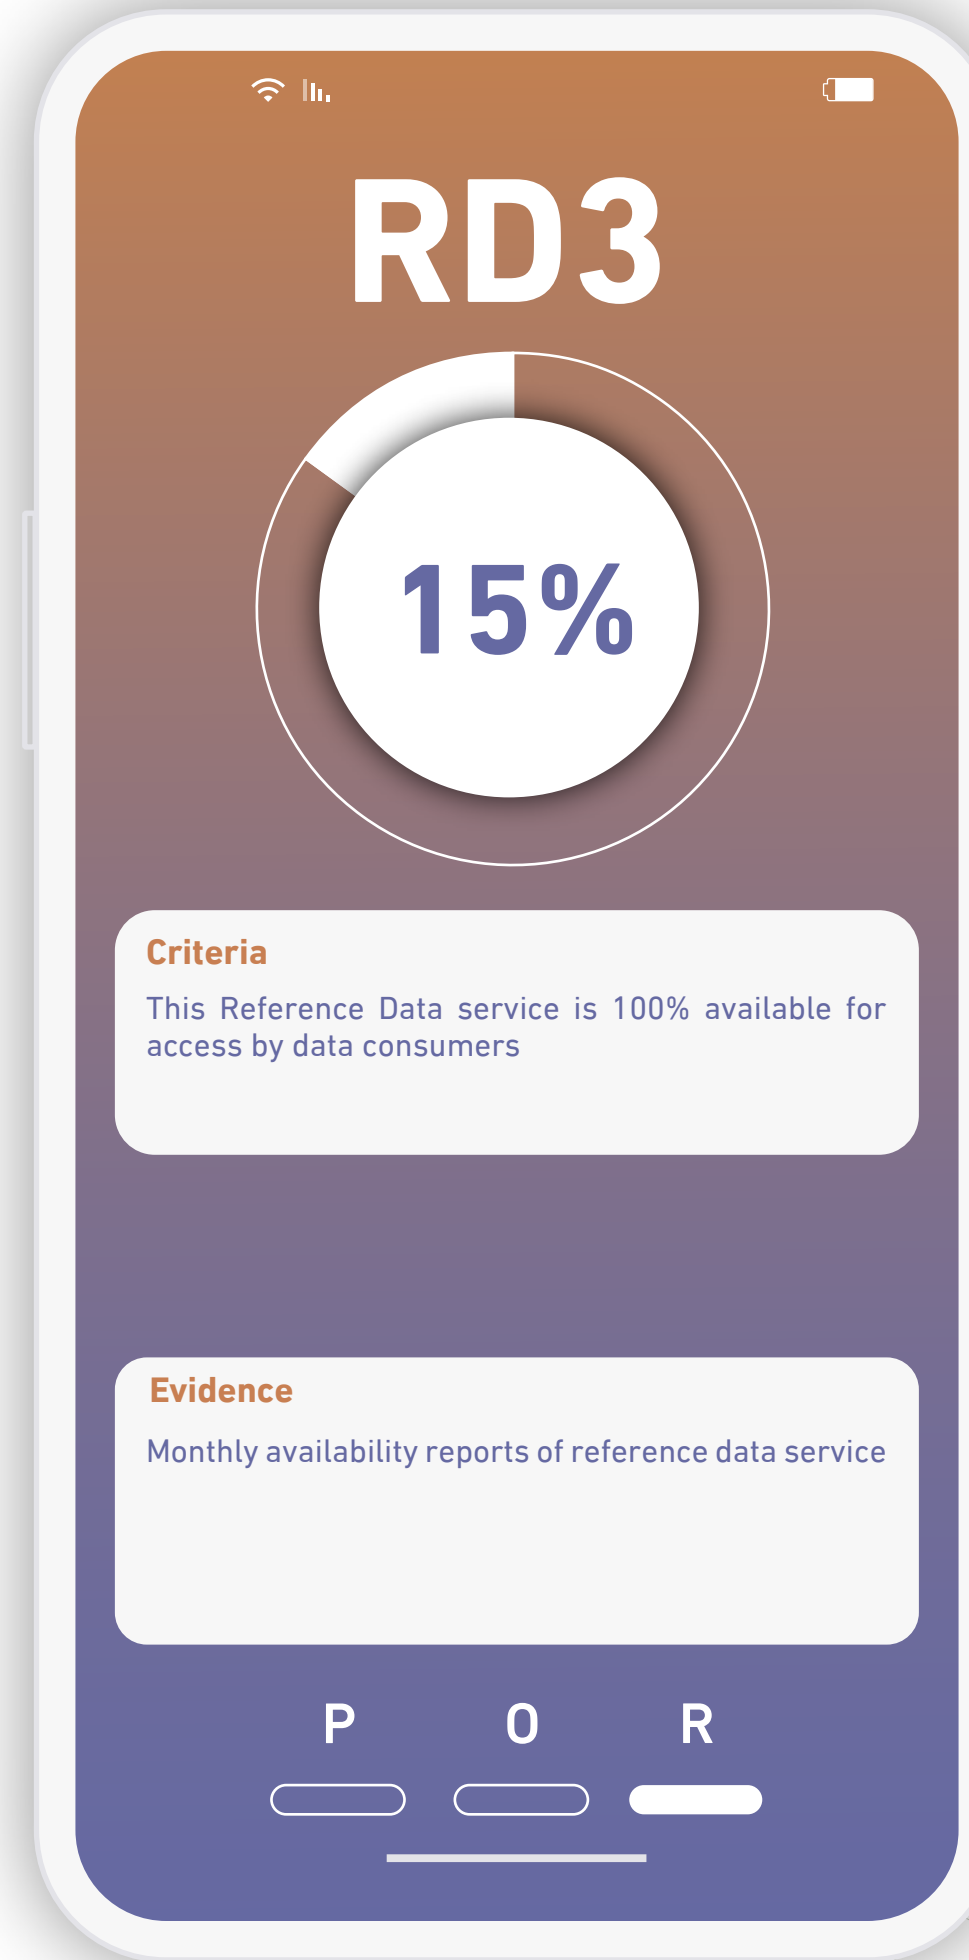 RD3
15%
Criteria
This Reference Data service is 100% available for
access by data consumers
Evidence
Monthly availability reports of reference data service
P O R